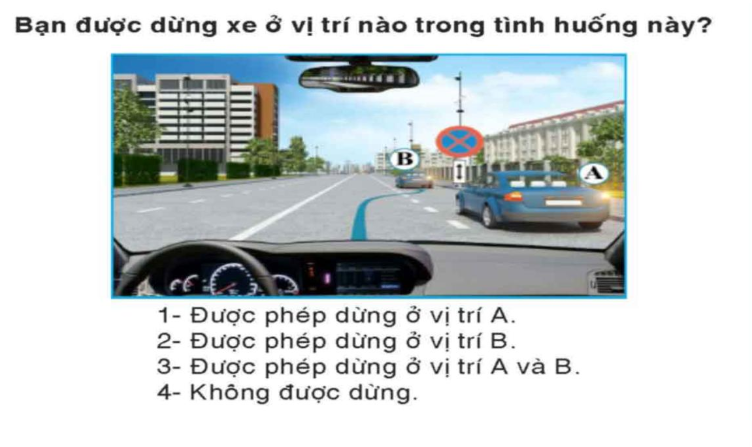 Bạn được dừng xe ở vị trí nào trong tình huống này?
B
A
1- Được phép dừng ở vị trí A.
2- Được phép dừng ở vị trí B.
3- Được phép dừng ở vị trí A và B.
4- Không được dừng.